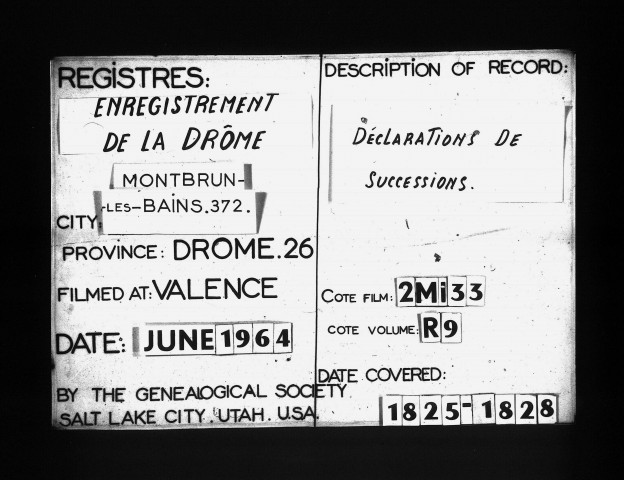 REGISTRES:
ENREGISTREMENT
DE LA DRÔME
MONTBRUN-
-LES-BAINS.372.
CITY:
PROVINCE: DROME.26
FILMED AT: VALENCE
DATE: JUNE 1964
BY THE GENEALOGICAL SOCIETY
SALT LAKE CITY. UTAH. U.S.A.
DESCRIPTION OF RECORD:
DÉCLARATIONS DE
SUCCESSIONS.
COTE FILM: 2Mi33
COTE VOLUME: R9
DATE COVERED:
1825-1828